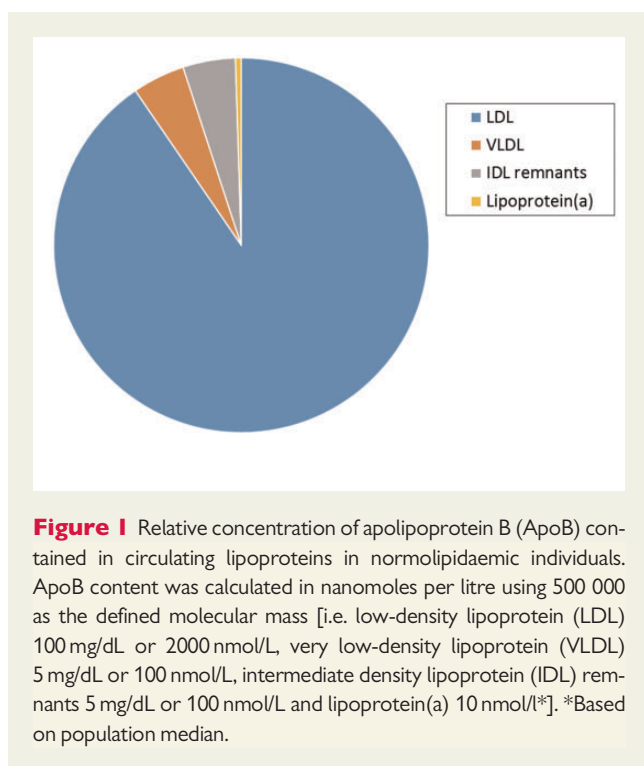 LDL
VLDL
IDL remnants
Lipoprotein(a)
Figure 1 Relative concentration of apolipoprotein B (ApoB) con-
tained in circulating lipoproteins in normolipidaemic individuals.
ApoB content was calculated in nanomoles per litre using 500 000
as the defined molecular mass [i.e. low-density lipoprotein (LDL)
100 mg/dL or 2000 nmol/L, very low-density lipoprotein (VLDL)
5 mg/dL or 100 nmol/L, intermediate density lipoprotein (IDL) rem-
nants 5 mg/dL or 100 nmol/L and lipoprotein(a) 10 nmol/l*]. *Based
on population median.